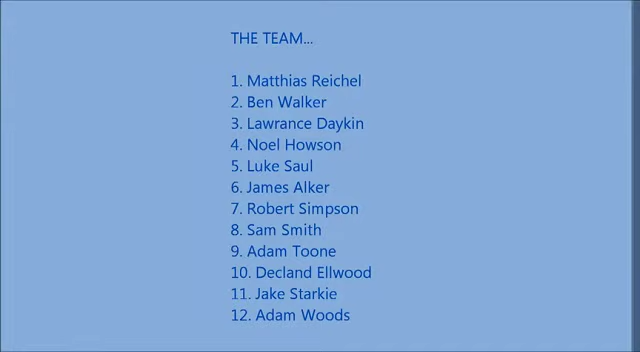 THE TEAM...
1. Matthias Reichel
2. Ben Walker
3. Lawrance Daykin
4. Noel Howson
5. Luke Saul
6. James Alker
7. Robert Simpson
8. Sam Smith
9. Adam Toone
10. Decland Ellwood
11. Jake Starkie
12. Adam Woods